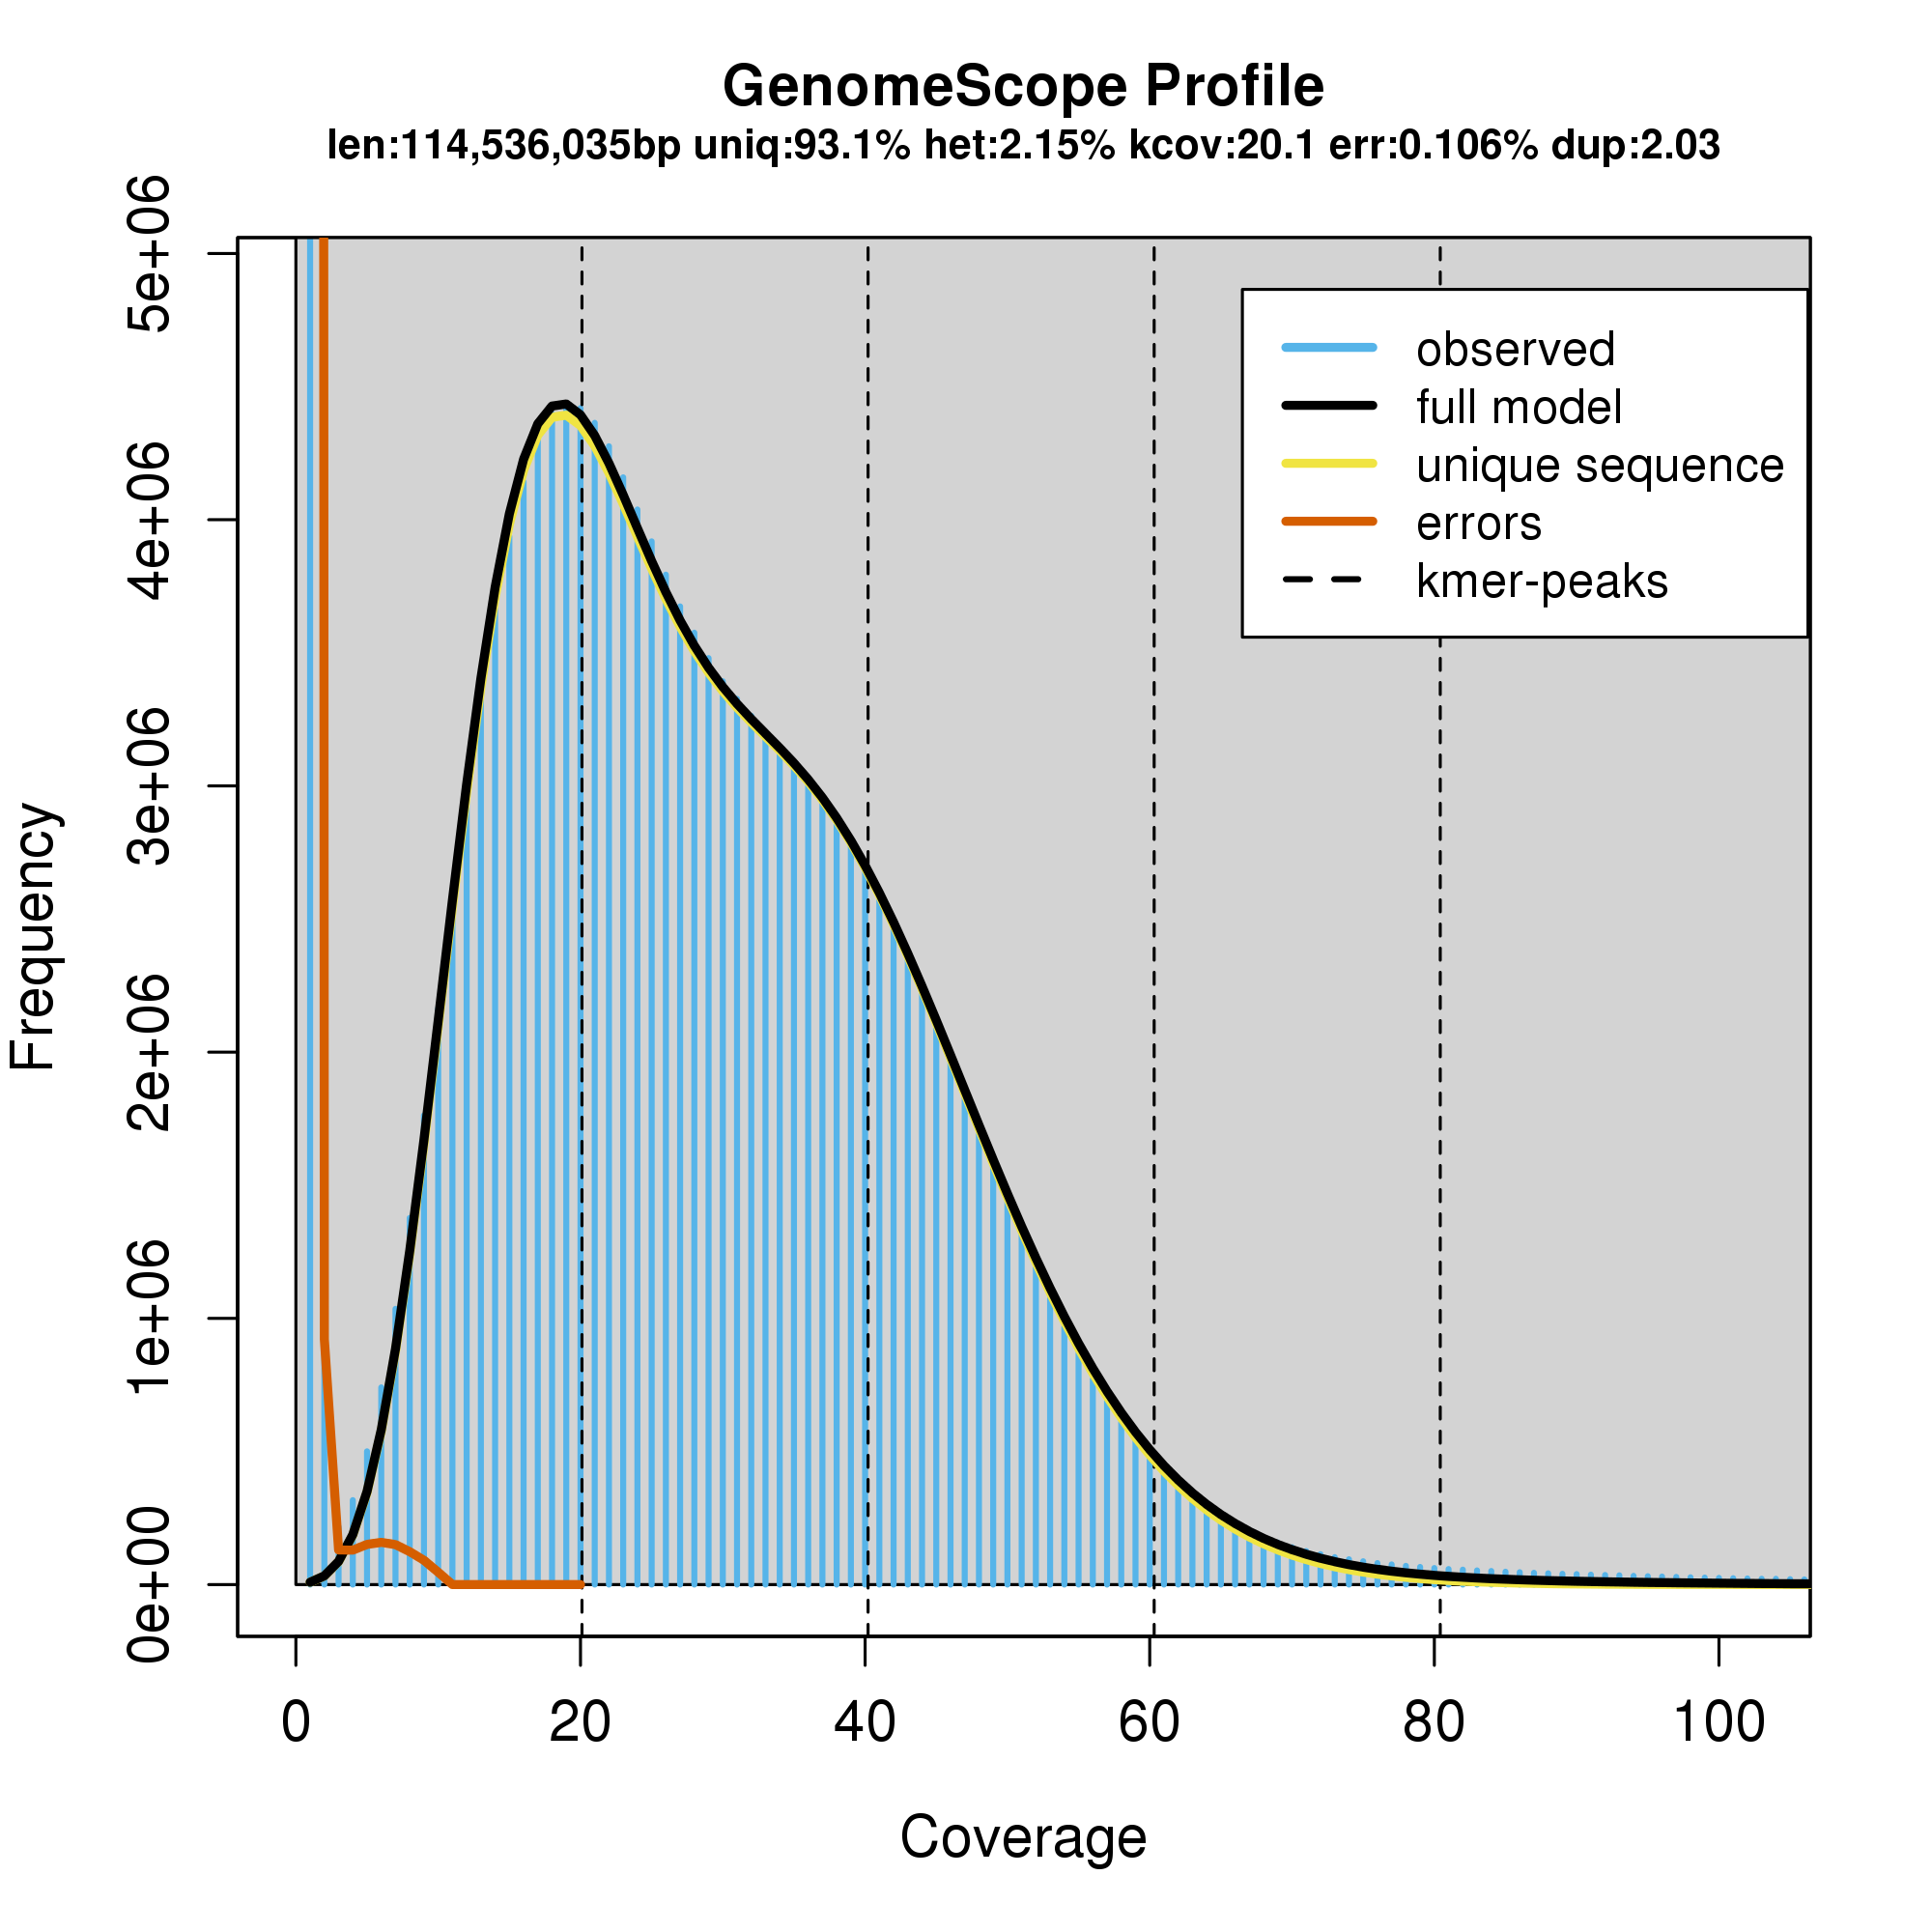 GenomeScope Profile
len:114,536,035bp uniq:93.1% het:2.15% kcov:20.1 err:0.106% dup:2.03
5e+06
4e+06
3e+06
2e+06
1e+06
0e+00
Frequency
observed
full model
unique sequence
errors
kmer-peaks
0 20 40 60 80 100
Coverage